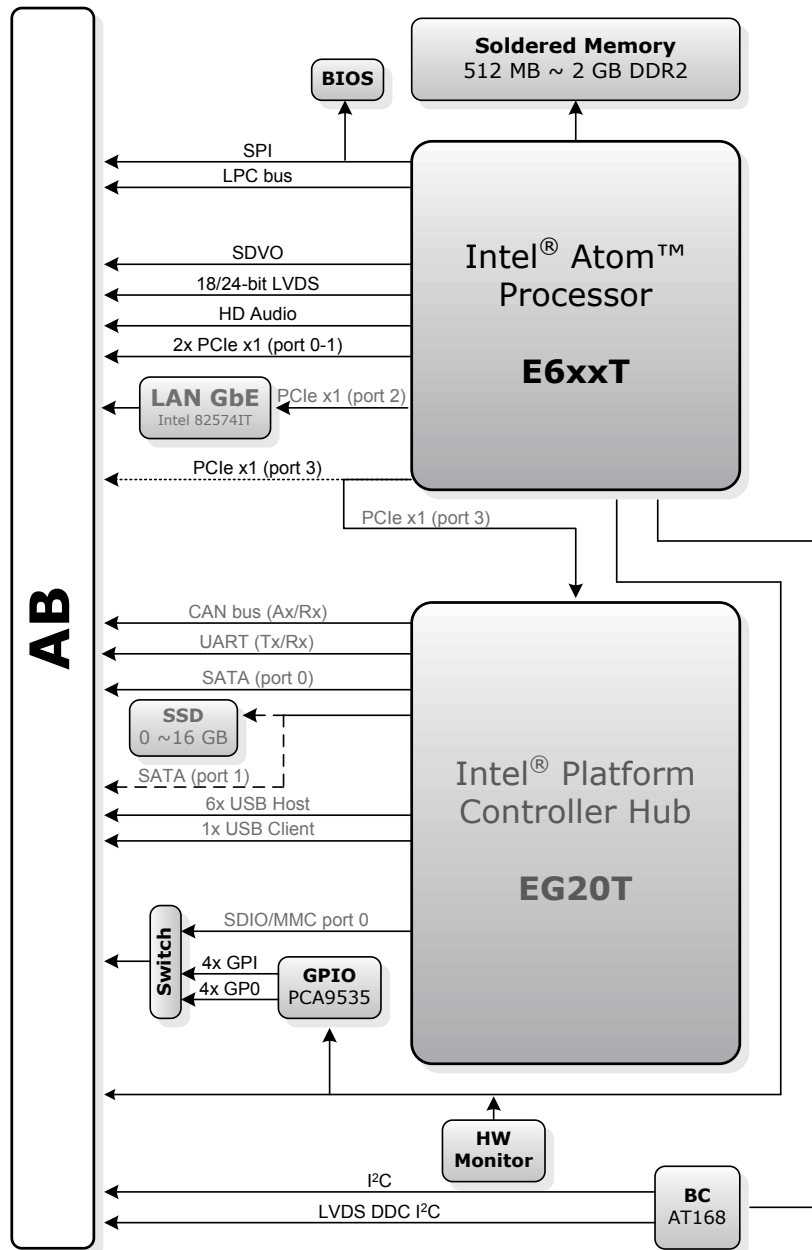 Soldered Memory
512 MB ~ 2 GB DDR2
BIOS
SPI
LPC bus
SDVO
18/24-bit LVDS
HD Audio
2x PCIe x1 (port 0-1)
Intel® Atom™
Processor
E6xxT
LAN GbE
Intel 82574IT
PCIe x1 (port 2)
PCIe x1 (port 3)
PCIe x1 (port 3)
AB
CAN bus (Ax/Rx)
UART (Tx/Rx)
SATA (port 0)
SSD
0 ~16 GB
SATA (port 1)
6x USB Host
1x USB Client
Intel® Platform
Controller Hub
EG20T
SDIO/MMC port 0
Switch
4x GPI
4x GP0
GPIO
PCA9535
HW
Monitor
I²C
LVDS DDC I²C
BC
AT168